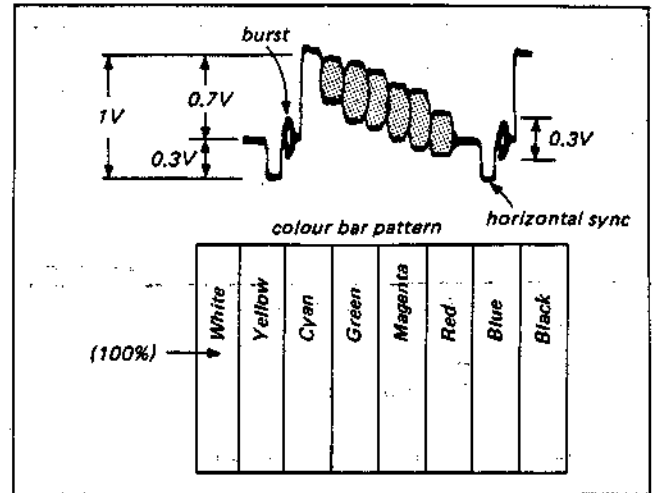 burst
1V
0.7V
0.3V
0.3V
horizontal sync
colour bar pattern
White
Yellow
Cyan
Green
Magenta
Red
Blue
Black
(100%)